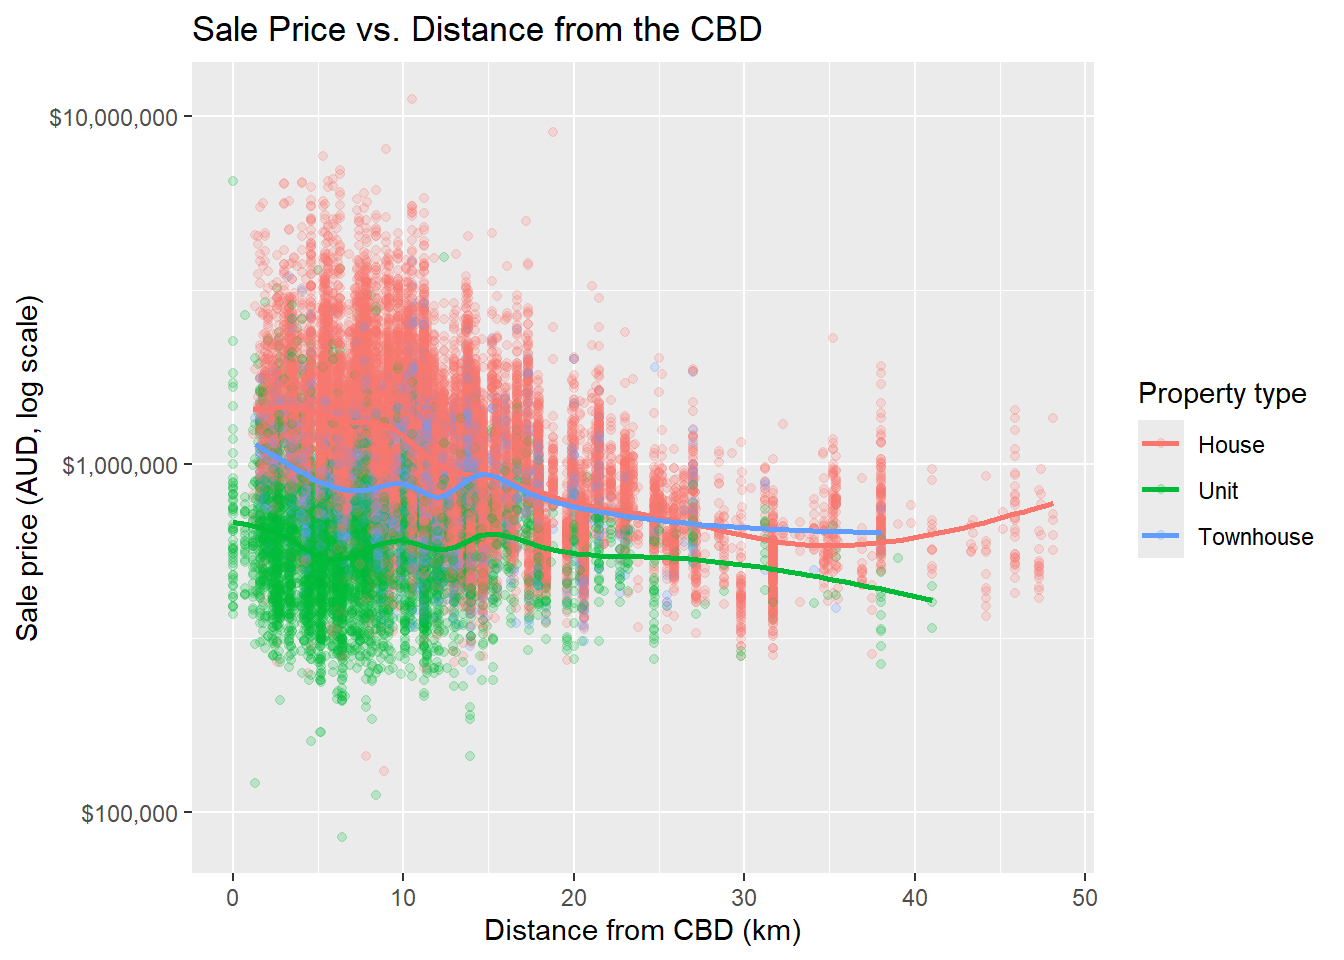 Sale Price vs. Distance from the CBD
$10,000,000
$1,000,000
$100,000
Sale price (AUD, log scale)
0 10 20 30 40 50
Distance from CBD (km)
Property type
House
Unit
Townhouse